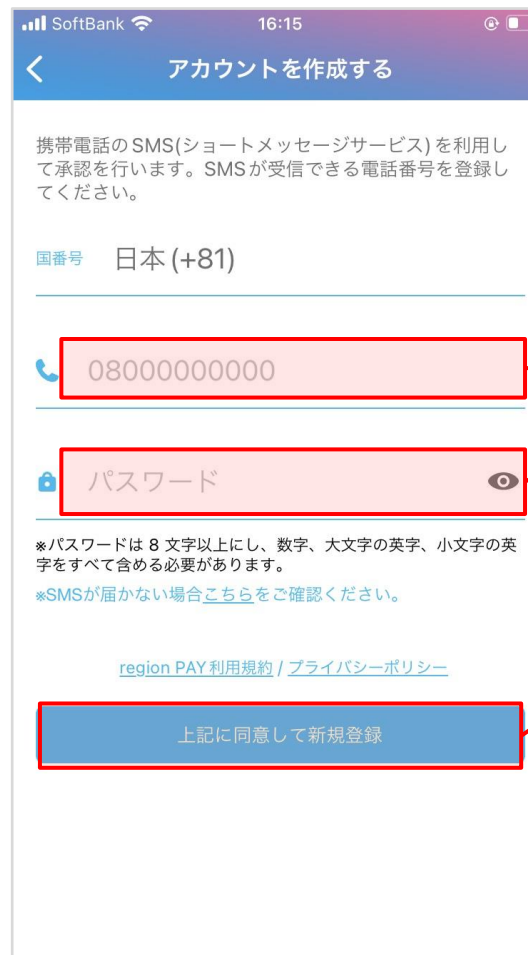 SoftBank 16:15
アカウントを作成する
携帯電話のSMS(ショートメッセージサービス)を利用し
て承認を行います。SMSが受信できる電話番号を登録し
てください。
国番号 日本(+81)
08000000000
パスワード
※パスワードは 8 文字以上にし、数字、大文字の英字、小文字の英
字をすべて含める必要があります。
※SMSが届かない場合こちらをご確認ください。
region PAY利用規約 / プライバシーポリシー
上記に同意して新規登録